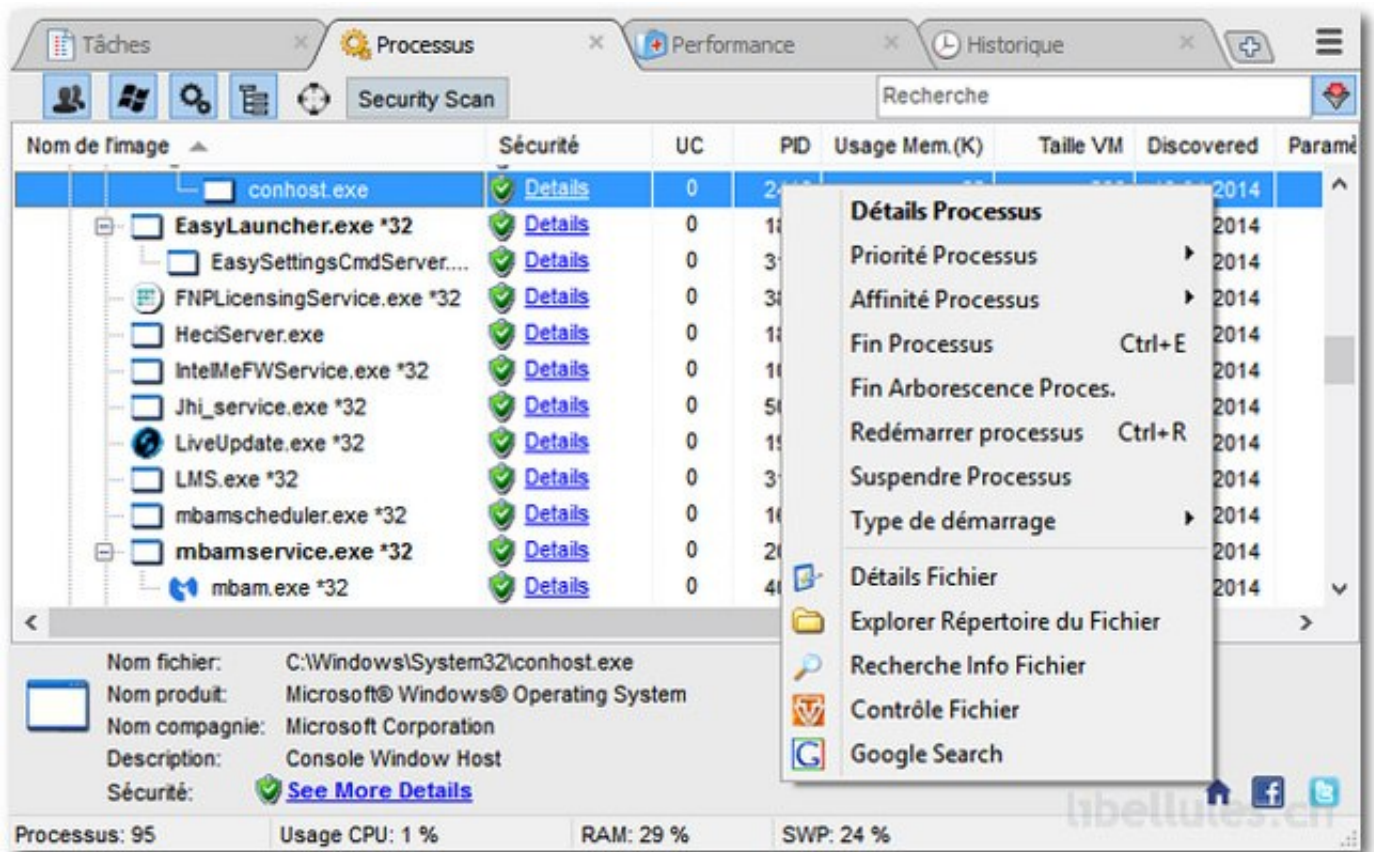 Tâches Processus Performance Historique
Security Scan Recherche
Nom de l'image Sécurité UC PID Usage Mem.(K) Taille VM Discovered Paramè
conhost.exe Details 0 2014
EasyLauncher.exe *32 Details 0 2014
EasySettingsCmdServer.... Details 0 2014
FNPLicensingService.exe *32 Details 0 2014
HeciServer.exe Details 0 2014
IntelMeFWService.exe *32 Details 0 2014
Jhi_service.exe *32 Details 0 2014
LiveUpdate.exe *32 Details 0 2014
LMS.exe *32 Details 0 2014
mbamscheduler.exe *32 Details 0 2014
mbamservice.exe *32 Details 0 2014
mbam.exe *32 Details 0 2014
Détails Processus
Priorité Processus
Affinité Processus
Fin Processus Ctrl+E
Fin Arborescence Proces.
Redémarrer processus Ctrl+R
Suspendre Processus
Type de démarrage
Détails Fichier
Explorer Répertoire du Fichier
Recherche Info Fichier
Contrôle Fichier
Google Search
Nom fichier: C:\Windows\System32\conhost.exe
Nom produit: Microsoft® Windows® Operating System
Nom compagnie: Microsoft Corporation
Description: Console Window Host
Sécurité: See More Details
libellules.ch
Processus: 95 Usage CPU: 1 % RAM: 29 % SWP: 24 %